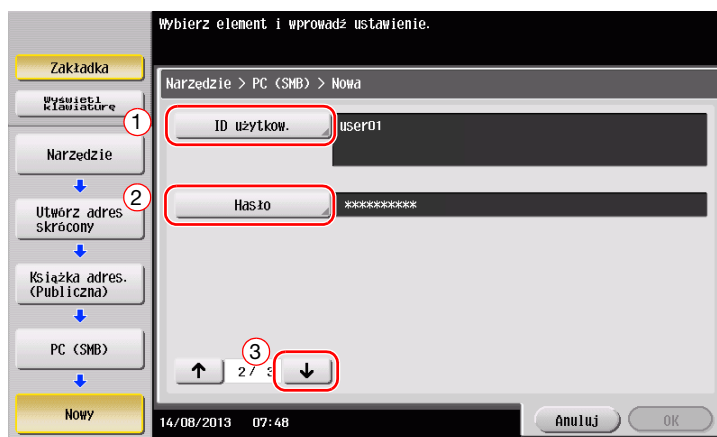 Wybierz element i wprowadź ustawienie.
Zakładka
Wyświetl
klawiaturę
Narzędzie
Utwórz adres
skrócony
Książka adres.
(Publiczna)
PC (SMB)
Nowy
Narzędzie > PC (SMB) > Nowa
1
ID użytkow.
user01
2
Hasło
**********
3
↑ 2/ 3 ↓
14/08/2013 07:48
Anuluj
OK